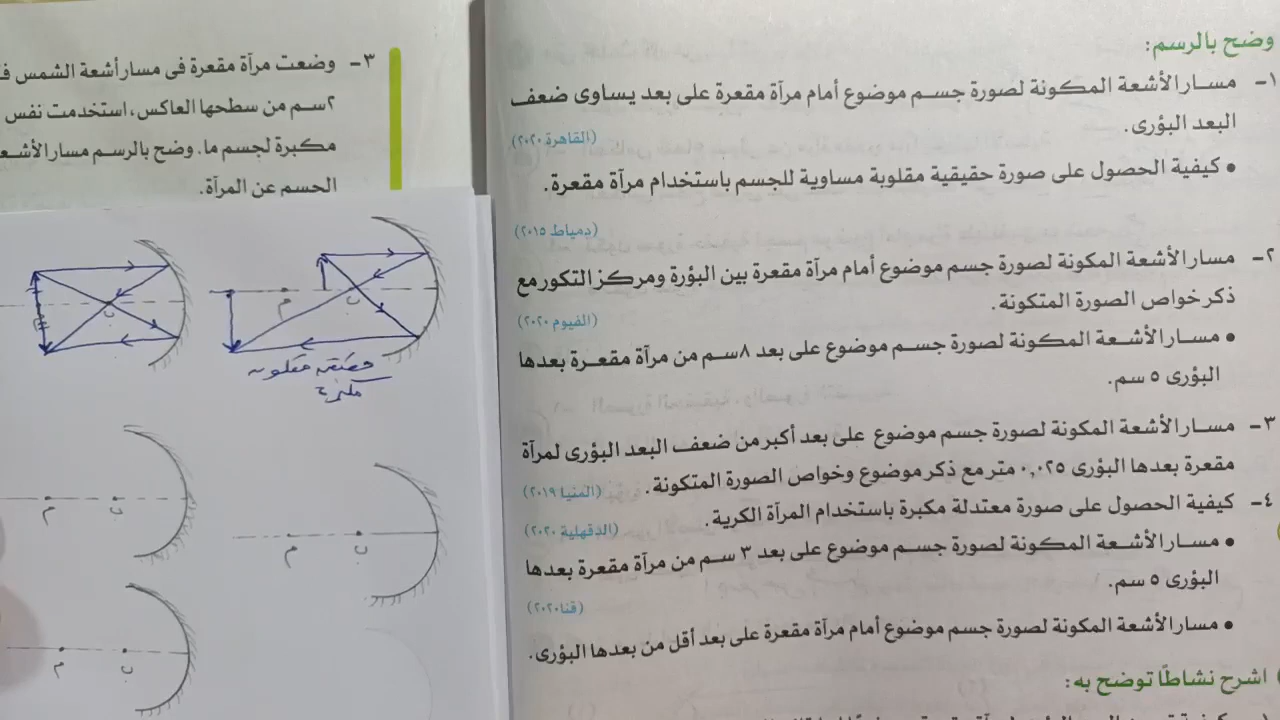 وضح بالرسم:
١- مسار الأشعة المكونة لصورة جسم موضوع أمام مرآة مقعرة على بعد يساوى ضعف
البعد البؤرى. (القاهرة ٢٠٢٠)
• كيفية الحصول على صورة حقيقية مقلوبة مساوية للجسم باستخدام مرآة مقعرة.
(دمياط ٢٠١٥)
٢- مسار الأشعة المكونة لصورة جسم موضوع أمام مرآة مقعرة بين البؤرة ومركز التكور مع
ذكر خواص الصورة المتكونة. (الفيوم ٢٠٢٠)
• مسار الأشعة المكونة لصورة جسم موضوع على بعد ٨ سم من مرآة مقعرة بعدها
البؤرى ٥ سم.
٣- مسار الأشعة المكونة لصورة جسم موضوع على بعد أكبر من ضعف البعد البؤرى لمرآة
مقعرة بعدها البؤرى ٠,٠٢٥ متر مع ذكر موضوع وخواص الصورة المتكونة. (المنيا ٢٠١٩)
٤- كيفية الحصول على صورة معتدلة مكبرة باستخدام المرآة الكرية. (الدقهلية ٢٠٢٠)
• مسار الأشعة المكونة لصورة جسم موضوع على بعد ٣ سم من مرآة مقعرة بعدها
البؤرى ٥ سم. (قنا ٢٠٢٠)
• مسار الأشعة المكونة لصورة جسم موضوع أمام مرآة مقعرة على بعد أقل من بعدها البؤرى.
اشرح نشاطًا توضح به:
٣- وضعت مرآة مقعرة فى مسار أشعة الشمس
٢ سم من سطحها العاكس، استخدمت نفس
مكبرة لجسم ما. وضح بالرسم مسار
الجسم عن المرآة.
م ب
ب
حقيقية مقلوبة
مكبرة
م ب
م ب
م ب